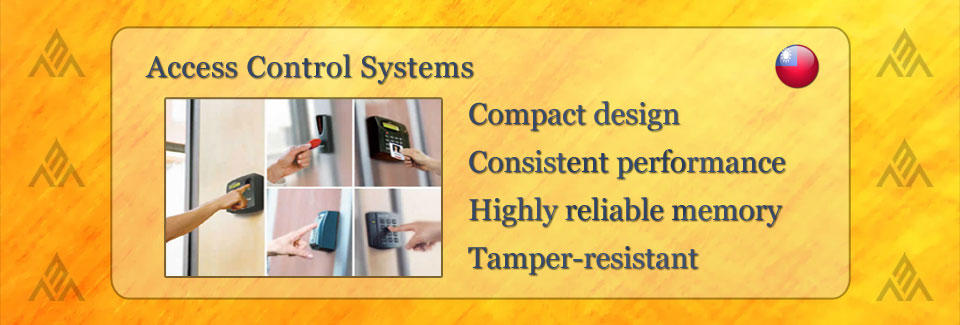 Access Control Systems
Compact design
Consistent performance
Highly reliable memory
Tamper-resistant